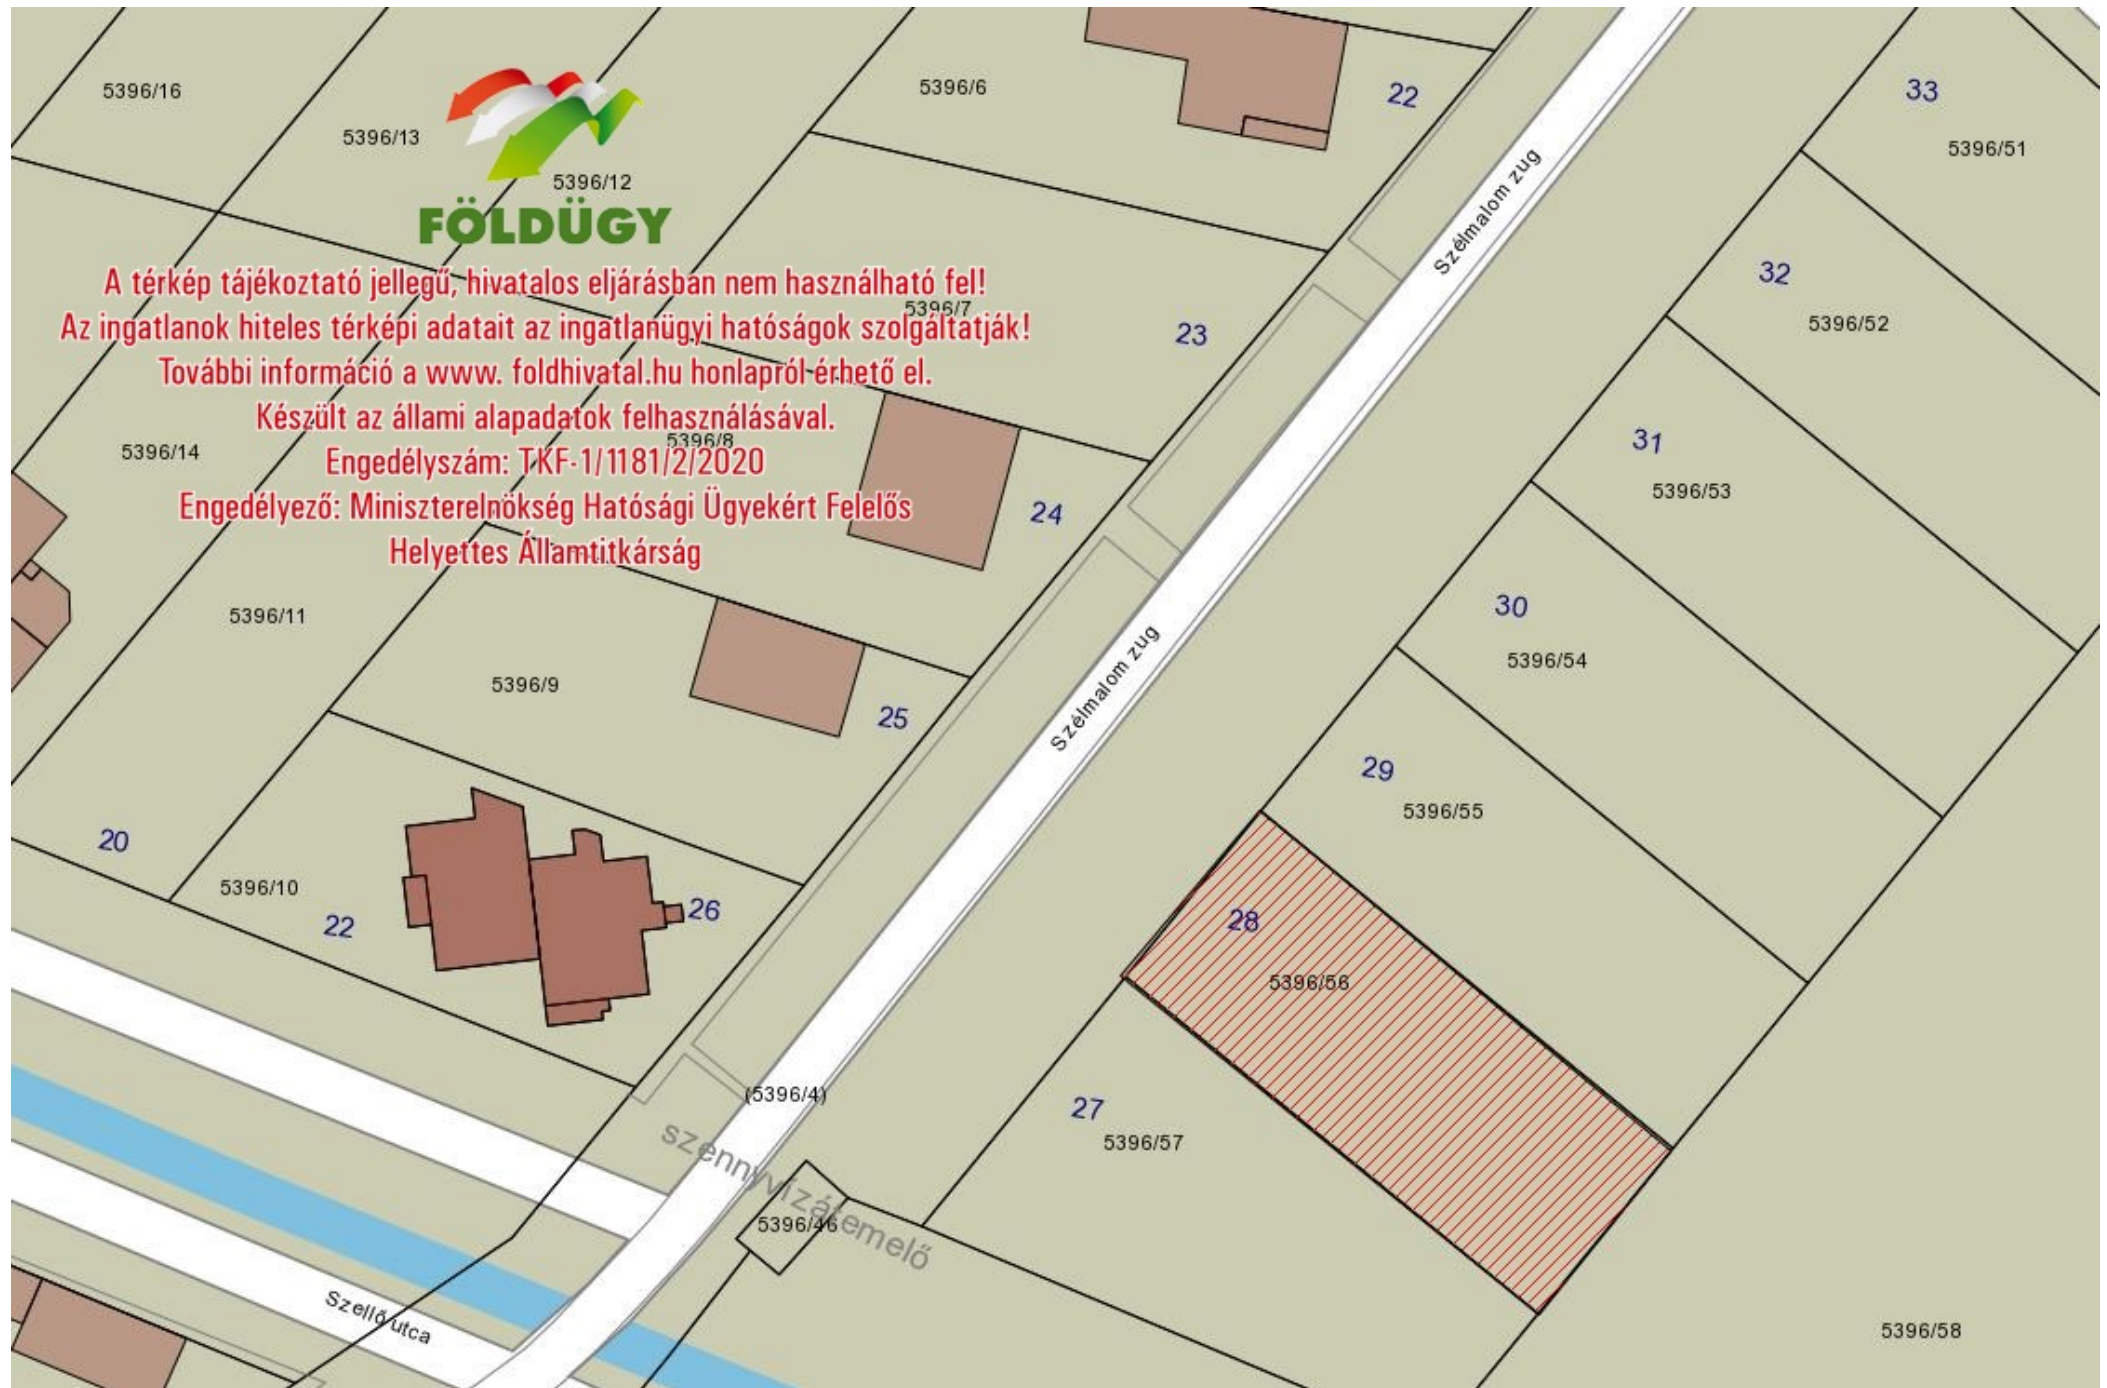 5396/16
5396/13
5396/12
5396/6
22
33
5396/51
FÖLDÜGY
A térkép tájékoztató jellegű, hivatalos eljárásban nem használható fel!
Az ingatlanok hiteles térképi adatait az ingatlanügyi hatóságok szolgáltatják!
További információ a www. foldhivatal.hu honlapról érhető el.
Készült az állami alapadatok felhasználásával.
Engedélyszám: TKF-1/1181/2/2020
Engedélyező: Miniszterelnökség Hatósági Ügyekért Felelős
Helyettes Államtitkárság
Szélmalom zug
5396/7
23
32
5396/52
5396/14
5396/8
24
31
5396/53
5396/11
30
5396/54
5396/9
25
Szélmalom zug
29
5396/55
20
5396/10
22
26
28
5396/56
(5396/4)
27
5396/57
szennyvízátemelő
5396/46
Szellő utca
5396/58